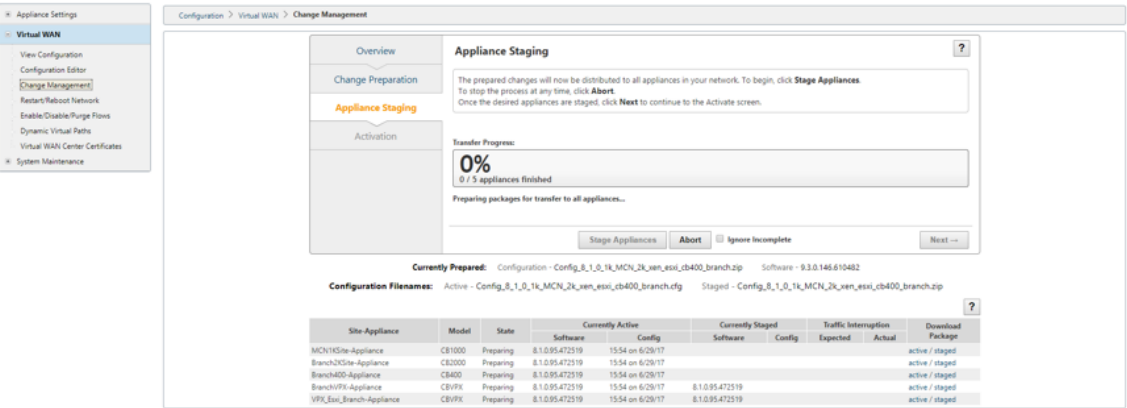 Appliance Settings
Virtual WAN
View Configuration
Configuration Editor
Change Management
Restart/Reboot Network
Enable/Disable/Purge Flows
Dynamic Virtual Paths
Virtual WAN Center Certificates
System Maintenance
Configuration > Virtual WAN > Change Management
Overview
Change Preparation
Appliance Staging
Activation
Appliance Staging
?
The prepared changes will now be distributed to all appliances in your network. To begin, click Stage Appliances.
To stop the process at any time, click Abort.
Once the desired appliances are staged, click Next to continue to the Activate screen.
Transfer Progress:
0%
0 / 5 appliances finished
Preparing packages for transfer to all appliances...
Stage Appliances Abort Ignore Incomplete Next →
Currently Prepared: Configuration - Config_8_1_0_1k_MCN_2k_xen_esxi_cb400_branch.zip Software - 9.3.0.146.610482
Configuration Filenames: Active - Config_8_1_0_1k_MCN_2k_xen_esxi_cb400_branch.cfg Staged - Config_8_1_0_1k_MCN_2k_xen_esxi_cb400_branch.zip
?
Site-Appliance Model State Currently Active Currently Staged Traffic Interruption Download Package
Software Config Software Config Expected Actual
MCN1KSite-Appliance CB1000 Preparing 8.1.0.95.472519 15:54 on 6/29/17 active / staged
Branch2KSite-Appliance CB2000 Preparing 8.1.0.95.472519 15:54 on 6/29/17 active / staged
Branch400-Appliance CB400 Preparing 8.1.0.95.472519 15:54 on 6/29/17 active / staged
BranchVPX-Appliance CBVPX Preparing 8.1.0.95.472519 15:54 on 6/29/17 8.1.0.95.472519 active / staged
VPX_Esxi_Branch-Appliance CBVPX Preparing 8.1.0.95.472519 15:54 on 6/29/17 8.1.0.95.472519 active / staged